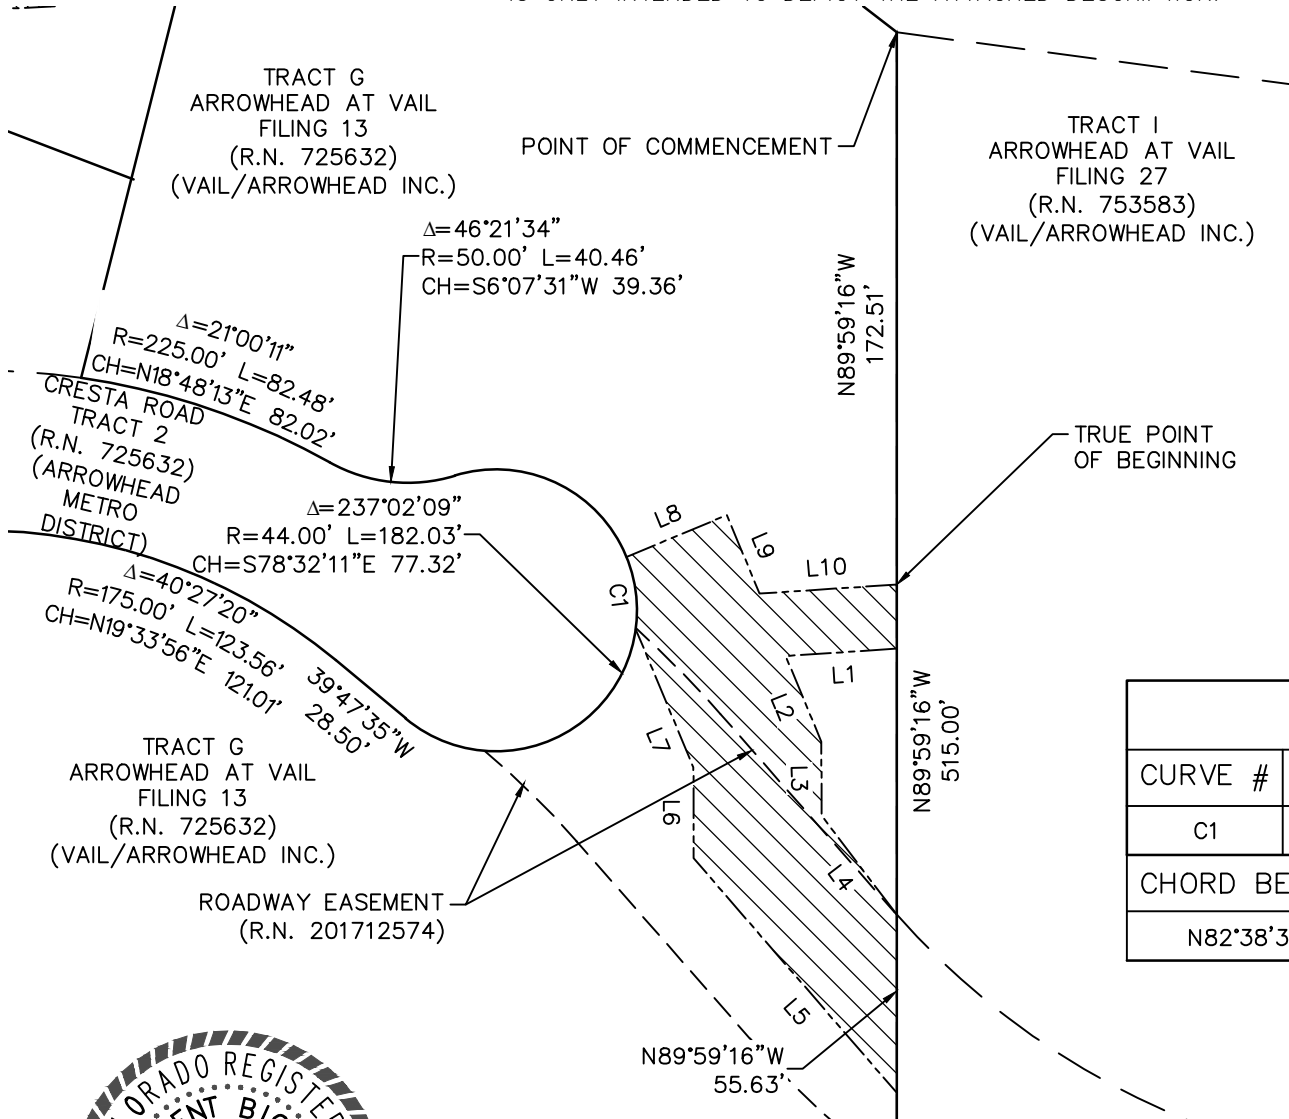 TRACT G
ARROWHEAD AT VAIL
FILING 13
(R.N. 725632)
(VAIL/ARROWHEAD INC.)
POINT OF COMMENCEMENT
TRACT I
ARROWHEAD AT VAIL
FILING 27
(R.N. 753583)
(VAIL/ARROWHEAD INC.)
Δ=46°21'34"
R=50.00' L=40.46'
CH=S6°07'31"W 39.36'
N89°59'16"W
172.51'
Δ=21°00'11"
R=225.00' L=82.48'
CH=N18°48'13"E 82.02'
CRESTA ROAD
TRACT 2
(R.N. 725632)
(ARROWHEAD
METRO
DISTRICT)
TRUE POINT
OF BEGINNING
Δ=237°02'09"
R=44.00' L=182.03'
CH=S78°32'11"E 77.32'
L8
L9
L10
C1
Δ=40°27'20"
R=175.00' L=123.56'
CH=N19°33'56"E 121.01'
39°47'35"W
28.50'
L1
L2
L3
L7
L6
L4
L5
N89°59'16"W
515.00'
TRACT G
ARROWHEAD AT VAIL
FILING 13
(R.N. 725632)
(VAIL/ARROWHEAD INC.)
CURVE #
C1
CHORD BE
N82°38'3
ROADWAY EASEMENT
(R.N. 201712574)
N89°59'16"W
55.63'
ORADO REGISTE
ENT BIC